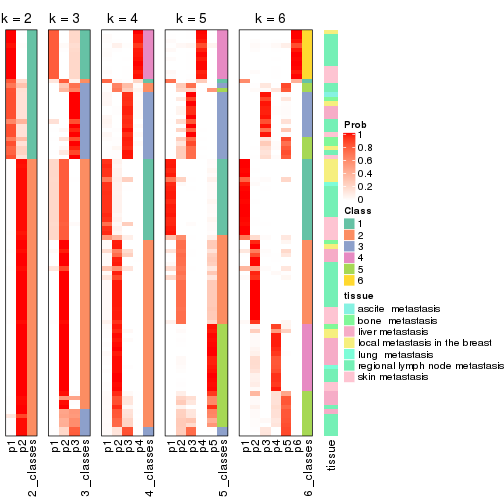 k = 2
k = 3
k = 4
k = 5
k = 6
Prob
1
0.8
0.6
0.4
0.2
0
Class
1
2
3
4
5
6
tissue
ascite metastasis
bone metastasis
liver metastasis
local metastasis in the breast
lung metastasis
regional lymph node metastasis
skin metastasis
p1
p2
2_classes
p1
p2
p3
3_classes
p1
p2
p3
p4
4_classes
p1
p2
p3
p4
p5
5_classes
p1
p2
p3
p4
p5
p6
6_classes
tissue